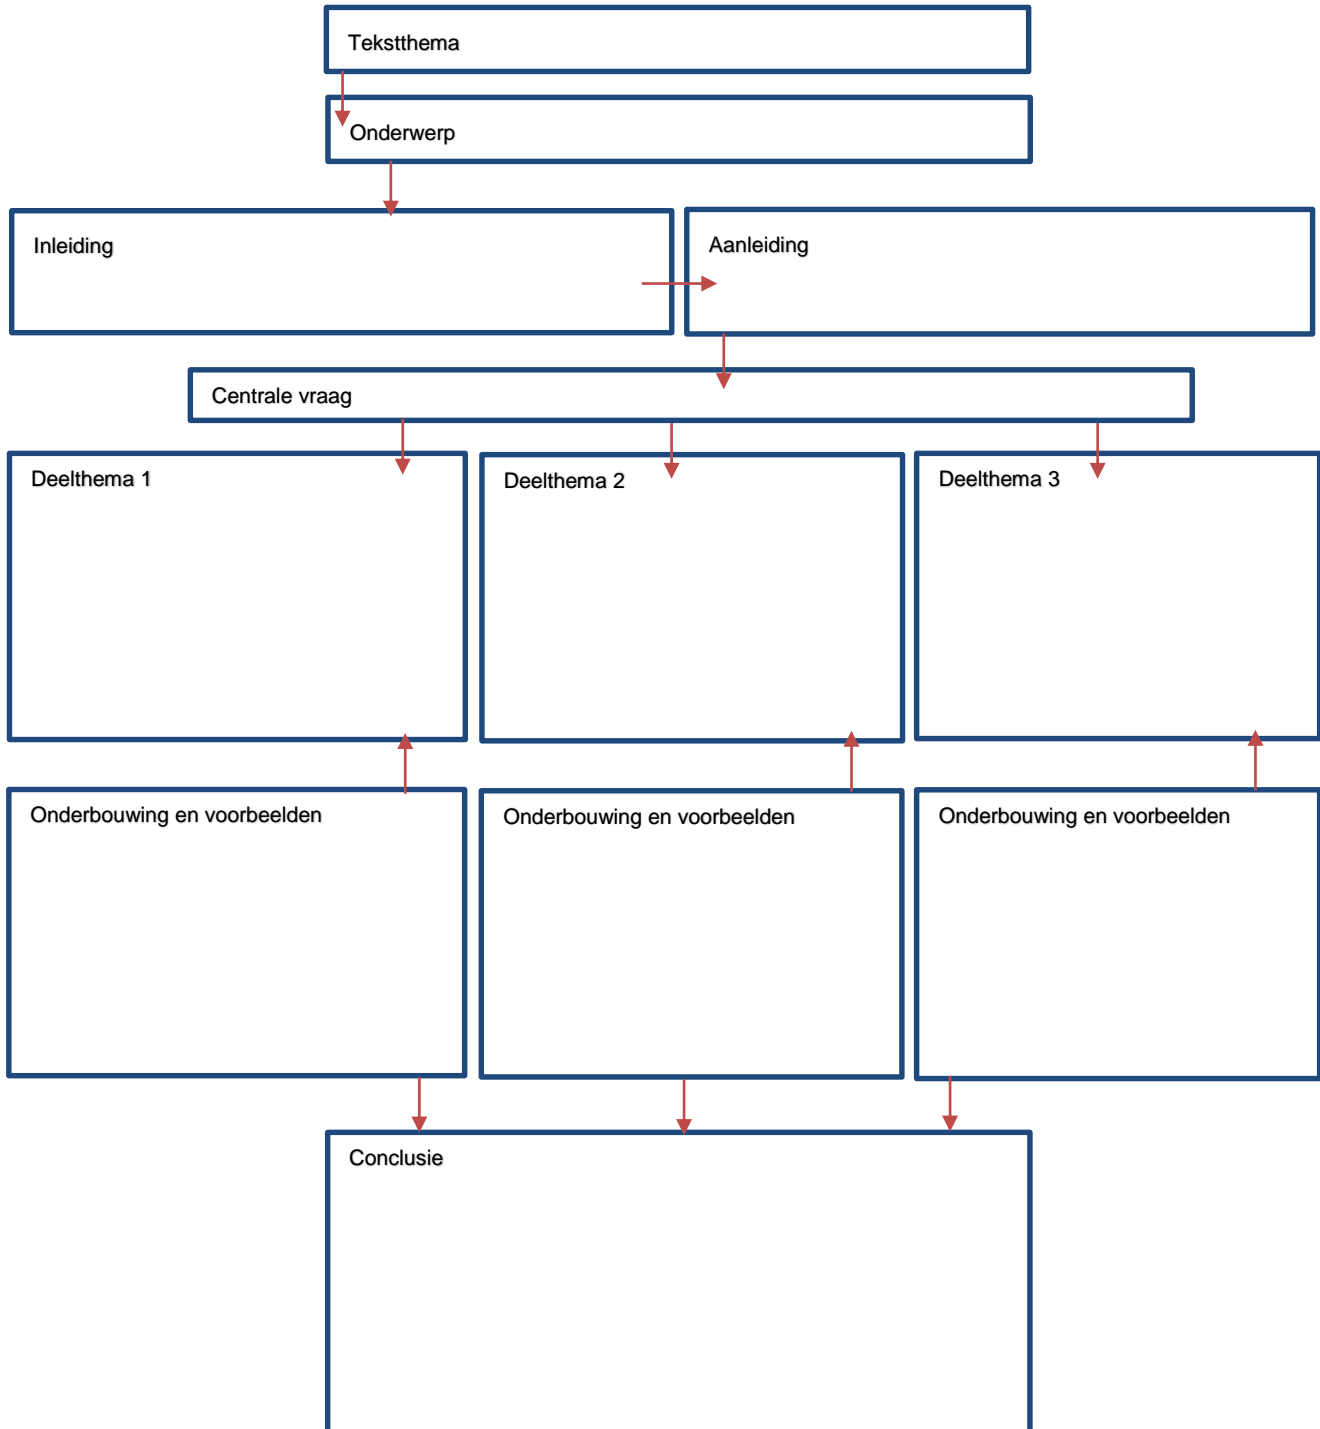 Tekstthema
Onderwerp
Inleiding
Aanleiding
Centrale vraag
Deelthema 1
Deelthema 2
Deelthema 3
Onderbouwing en voorbeelden
Onderbouwing en voorbeelden
Onderbouwing en voorbeelden
Conclusie